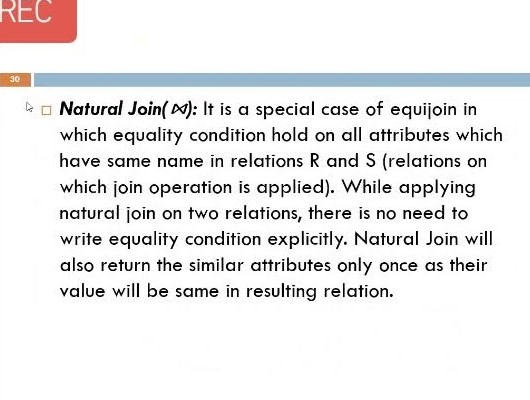 REC
30
Natural Join(⋈): It is a special case of equijoin in
which equality condition hold on all attributes which
have same name in relations R and S (relations on
which join operation is applied). While applying
natural join on two relations, there is no need to
write equality condition explicitly. Natural Join will
also return the similar attributes only once as their
value will be same in resulting relation.